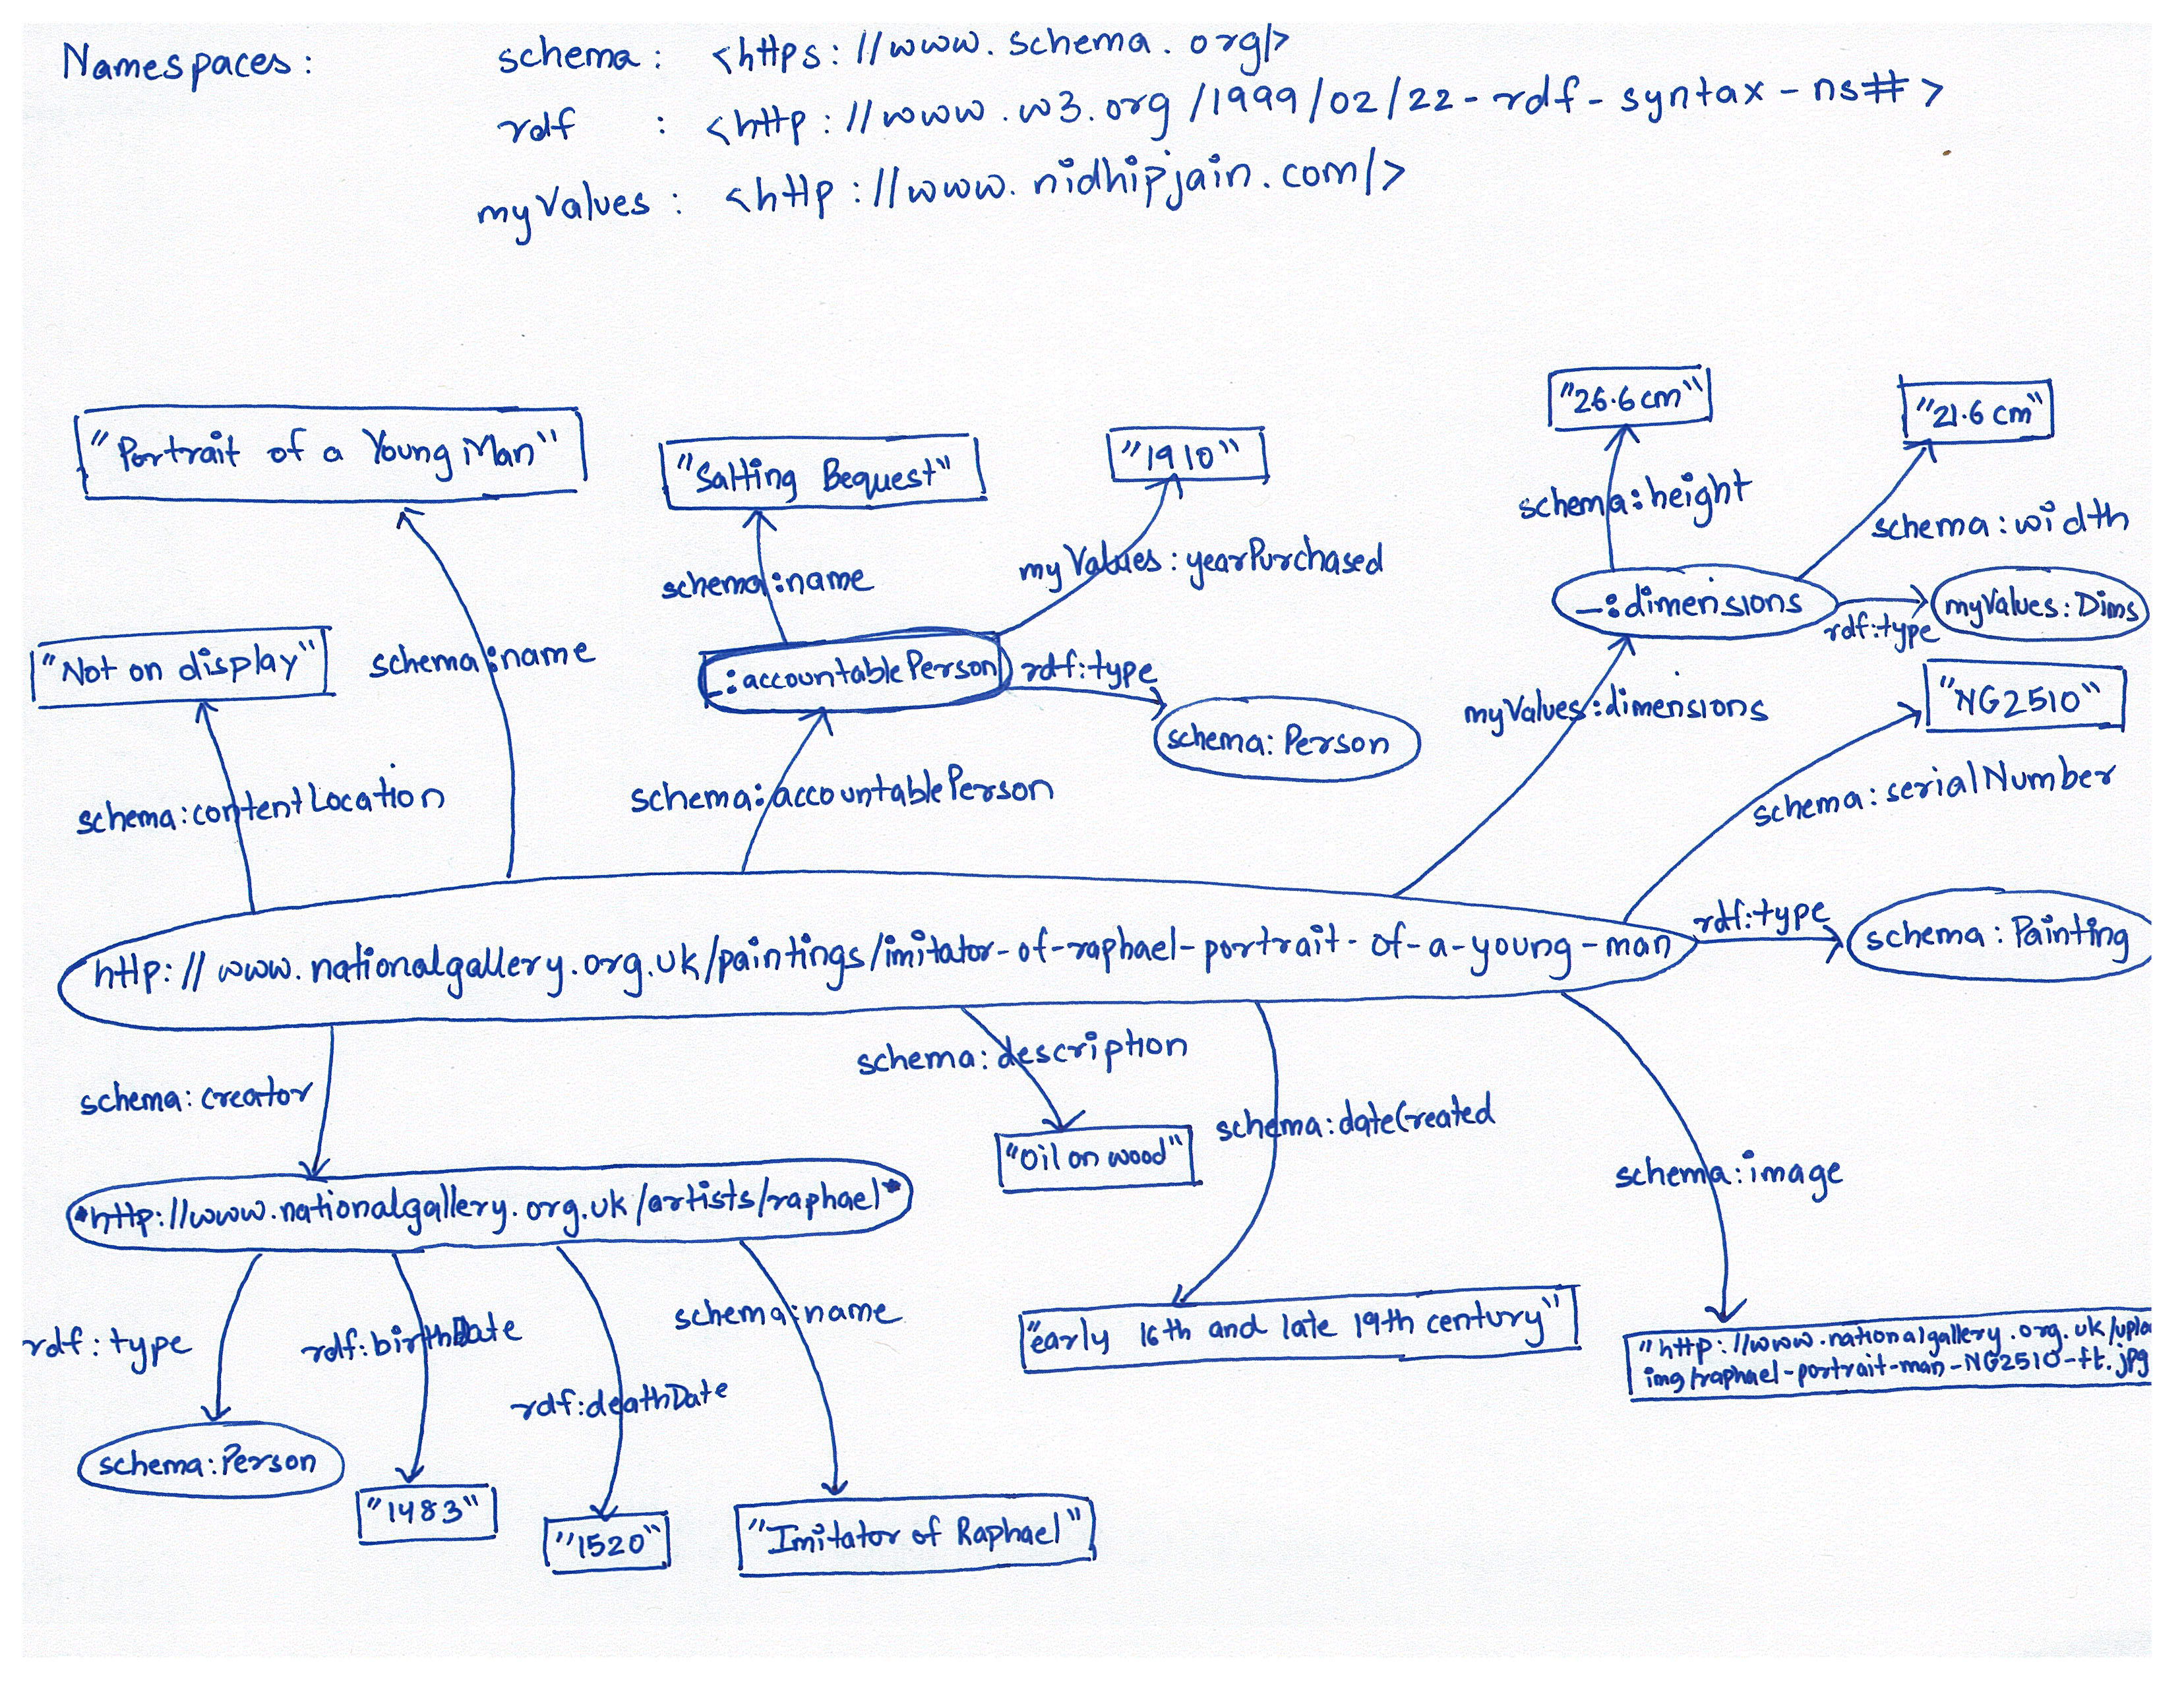 Namespaces: schema: <https://www.schema.org/>
rdf : <http://www.w3.org/1999/02/22-rdf-syntax-ns#>
myValues: <http://www.nidhipjain.com/>
"26.6cm"
"21.6 cm"
"Portrait of a Young Man"
"Salting Bequest"
"1910"
schema:height
schema:width
schema:name
myValues:yearPurchased
_:dimensions
rdf:type
myValues:Dims
"Not on display"
schema:name
_:accountablePerson
rdf:type
schema:Person
myValues:dimensions
"NG2510"
schema:contentLocation
schema:accountablePerson
schema:serialNumber
http://www.nationalgallery.org.uk/paintings/imitator-of-raphael-portrait-of-a-young-man
rdf:type
schema:Painting
schema:creator
schema:description
"Oil on wood"
schema:dateCreated
schema:image
http://www.nationalgallery.org.uk/artists/raphael
rdf:type
rdf:birthDate
rdf:deathDate
schema:name
"early 16th and late 19th century"
"http://www.nationalgallery.org.uk/uplo
img/raphael-portrait-man-NG2510-ft.jpg
schema:Person
"1483"
"1520"
"Imitator of Raphael"